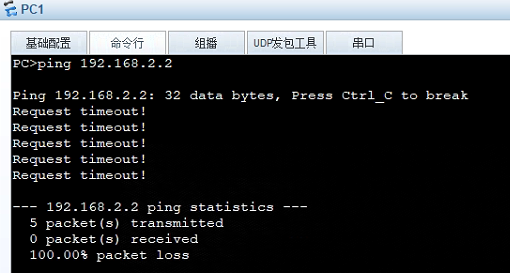 PC1
基础配置 命令行 组播 UDP发包工具 串口
PC>ping 192.168.2.2
Ping 192.168.2.2: 32 data bytes, Press Ctrl_C to break
Request timeout!
Request timeout!
Request timeout!
Request timeout!
Request timeout!
--- 192.168.2.2 ping statistics ---
5 packet(s) transmitted
0 packet(s) received
100.00% packet loss